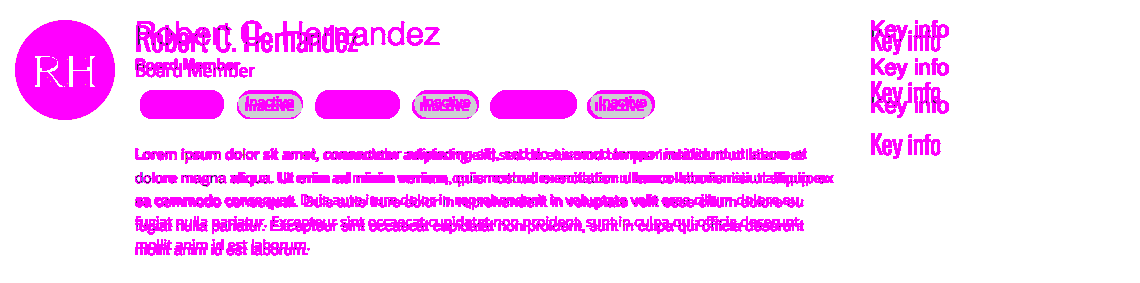 RH
Robert C. Hernandez
Board Member
Inactive
Inactive
Inactive
Lorem ipsum dolor sit amet, consectetur adipiscing elit, sed do eiusmod tempor incididunt ut labore et
dolore magna aliqua. Ut enim ad minim veniam, quis nostrud exercitation ullamco laboris nisi ut aliquip ex
ea commodo consequat. Duis aute irure dolor in reprehenderit in voluptate velit esse cillum dolore eu
fugiat nulla pariatur. Excepteur sint occaecat cupidatat non proident, sunt in culpa qui officia deserunt
mollit anim id est laborum.
Key info
Key info
Key info
Key info
Key info
Key info